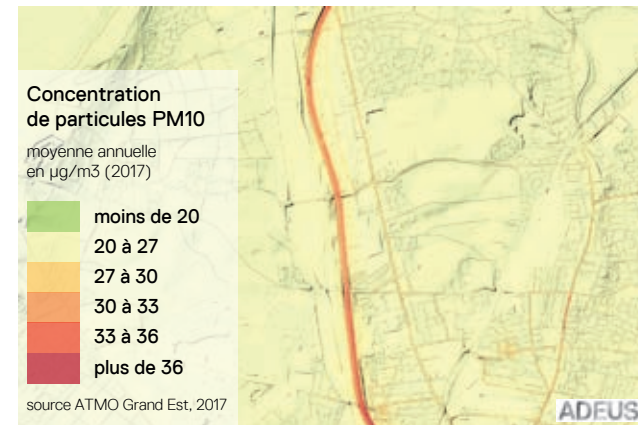 Concentration
de particules PM10
moyenne annuelle
en µg/m3 (2017)
moins de 20
20 à 27
27 à 30
30 à 33
33 à 36
plus de 36
source ATMO Grand Est, 2017
ADEUS